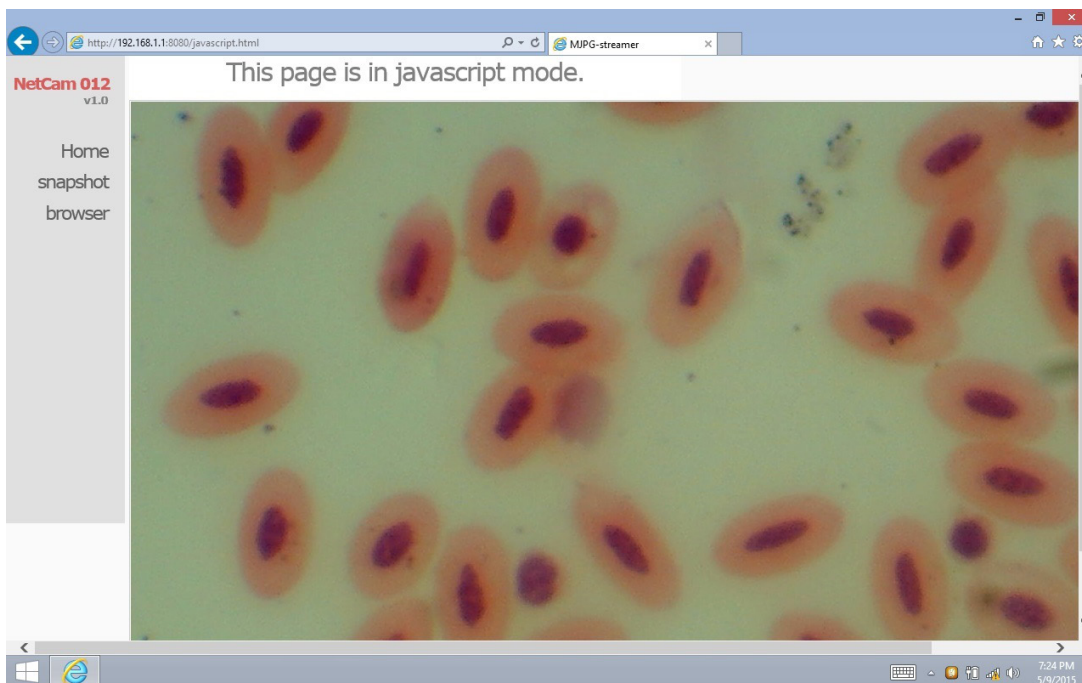 http://192.168.1.1:8080/javascript.html
MJPG-streamer
NetCam 012
v1.0
Home
snapshot
browser
This page is in javascript mode.
7:24 PM
5/9/2015